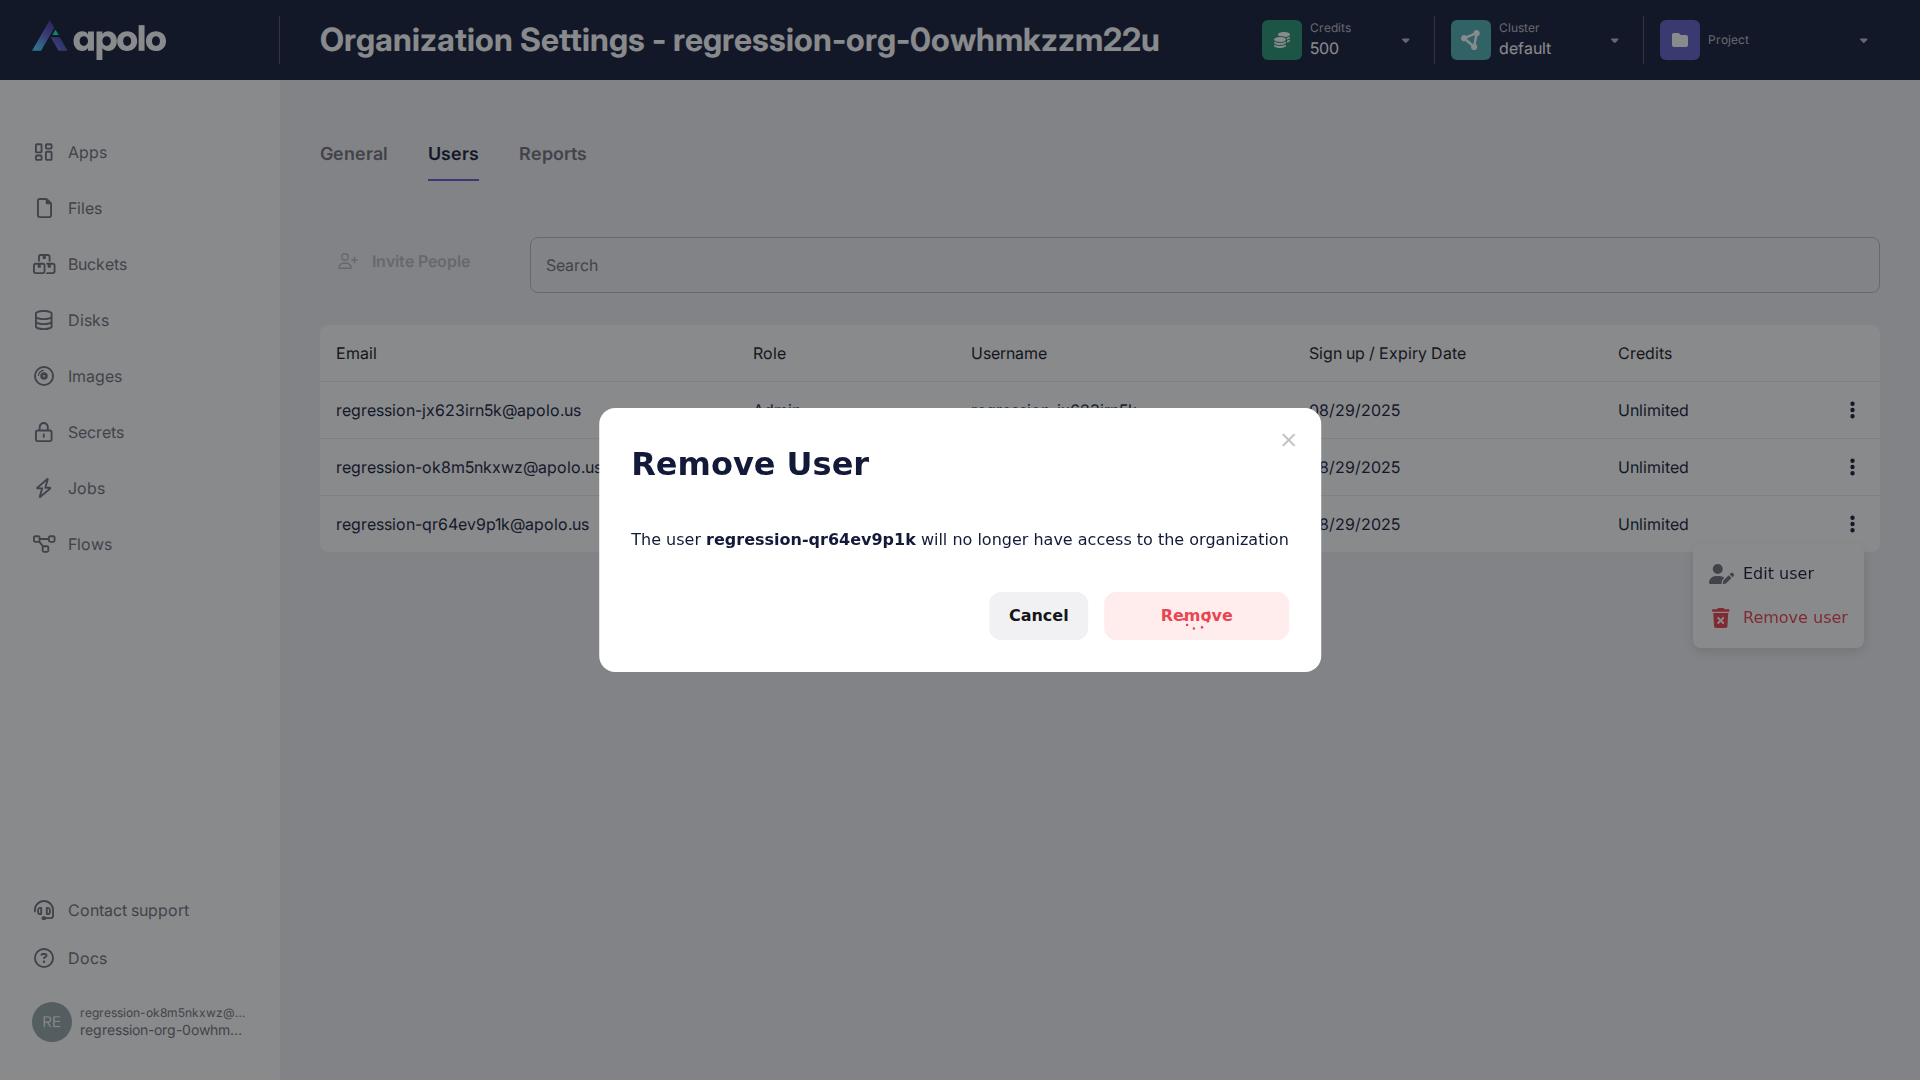 apolo
Organization Settings - regression-org-0owhmkzzm22u
Credits
500
Cluster
default
Project
Apps
Files
Buckets
Disks
Images
Secrets
Jobs
Flows
General
Users
Reports
Invite People
Search
Email
Role
Username
Sign up / Expiry Date
Credits
regression-jx623irn5k@apolo.us
Admin
regression-jx623irn5k
08/29/2025
Unlimited
regression-ok8m5nkxwz@apolo.us
8/29/2025
Unlimited
regression-qr64ev9p1k@apolo.us
8/29/2025
Unlimited
Remove User
The user regression-qr64ev9p1k will no longer have access to the organization
Cancel
Remove
Edit user
Remove user
Contact support
Docs
RE
regression-ok8m5nkxwz@...
regression-org-0owhm...